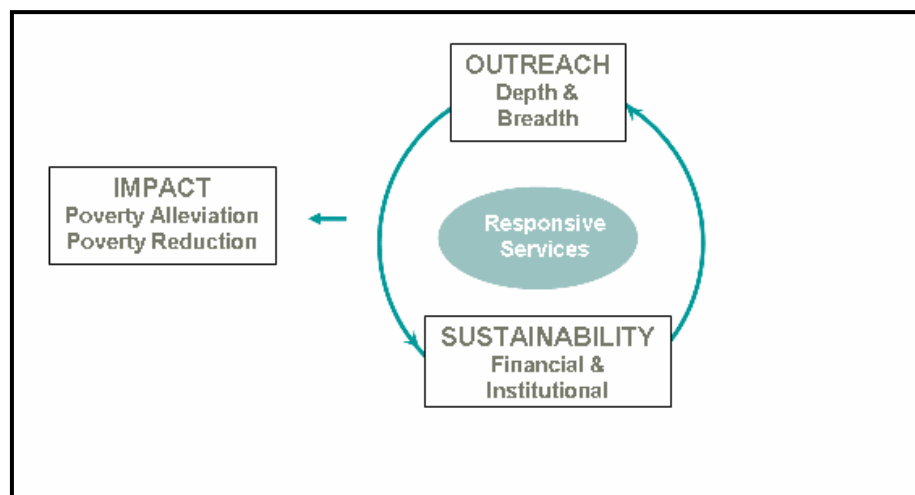 OUTREACH
Depth &
Breadth
IMPACT
Poverty Alleviation
Poverty Reduction
Responsive
Services
SUSTAINABILITY
Financial &
Institutional